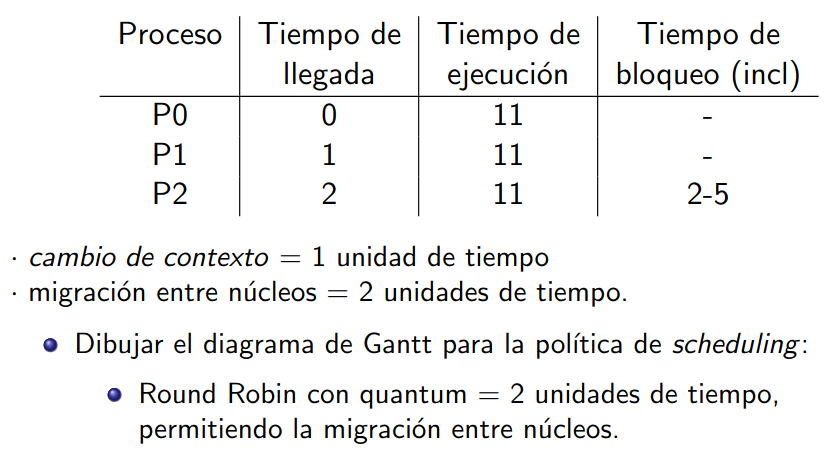 Proceso Tiempo de Tiempo de Tiempo de
llegada ejecución bloqueo (incl)
P0 0 11 -
P1 1 11 -
P2 2 11 2-5
· cambio de contexto = 1 unidad de tiempo
· migración entre núcleos = 2 unidades de tiempo.
Dibujar el diagrama de Gantt para la política de scheduling:
Round Robin con quantum = 2 unidades de tiempo,
permitiendo la migración entre núcleos.